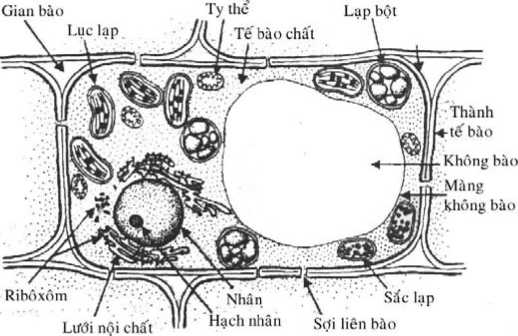 Gian bào
Ty thể
Lạp bột
Lục lạp
Tế bào chất
Thành
tế bào
Không bào
Màng
không bào
Ribôxôm
Nhân
Sắc lạp
Lưới nội chất
Hạch nhân
Sợi liên bào